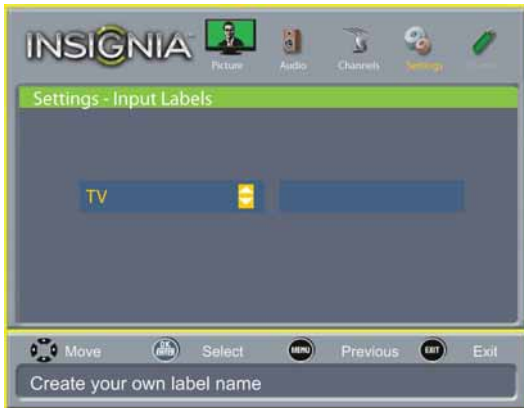 INSIGNIA
Picture Audio Channels Settings
Settings - Input Labels
TV
Move OK ENTER Select MENU Previous EXIT Exit
Create your own label name